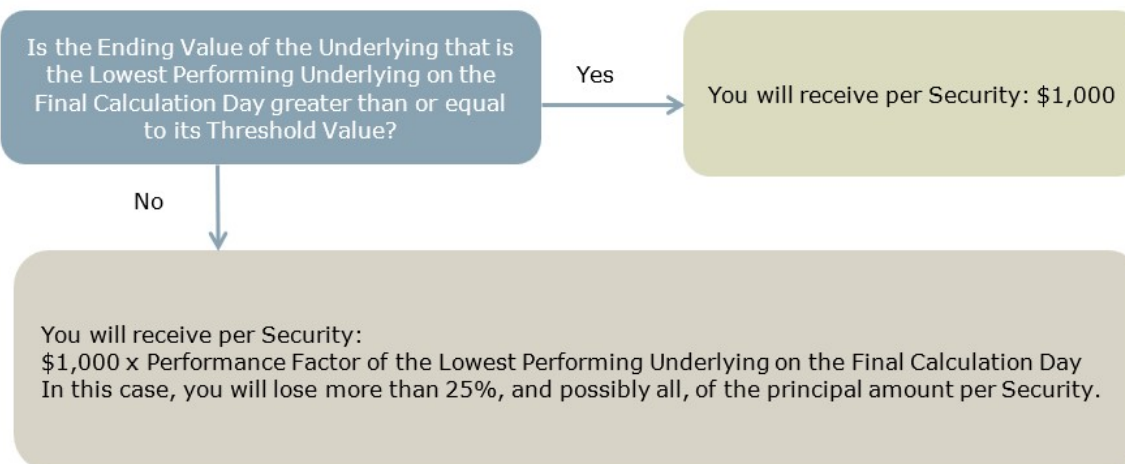 Is the Ending Value of the Underlying that is
the Lowest Performing Underlying on the
Final Calculation Day greater than or equal
to its Threshold Value?
Yes
You will receive per Security: $1,000
No
You will receive per Security:
$1,000 x Performance Factor of the Lowest Performing Underlying on the Final Calculation Day
In this case, you will lose more than 25%, and possibly all, of the principal amount per Security.